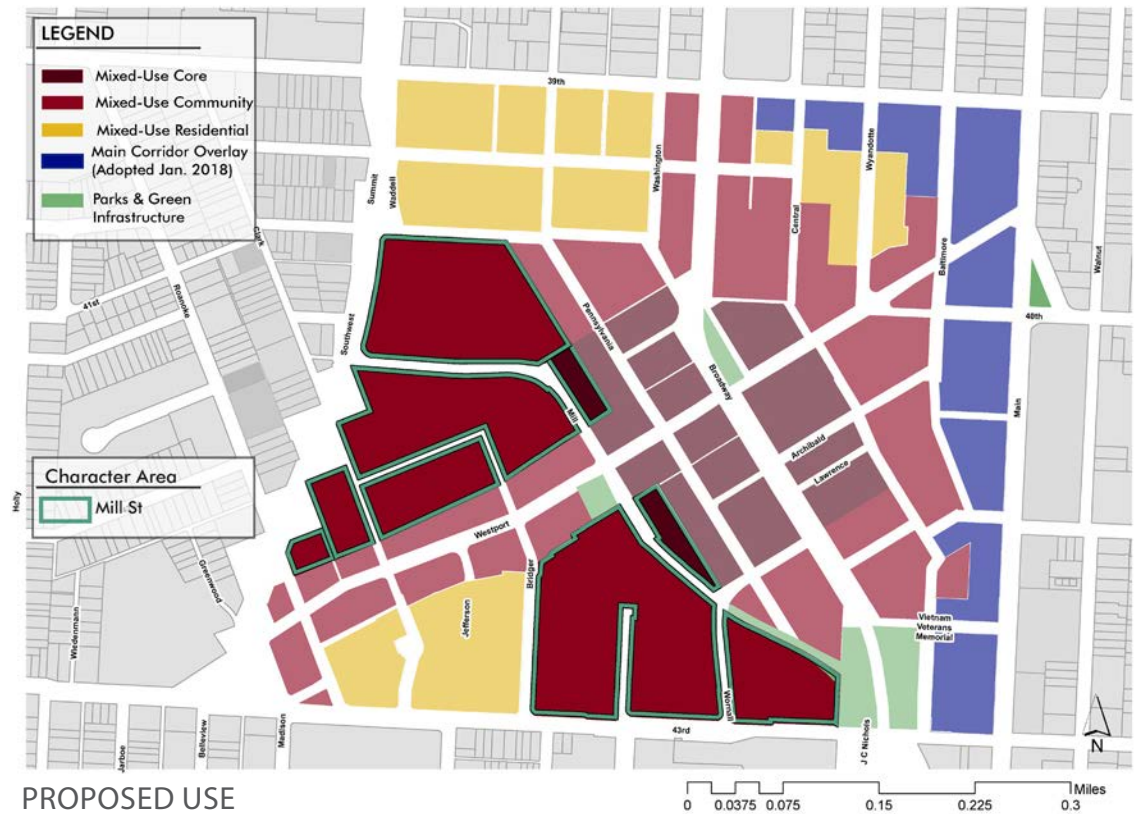 LEGEND
Mixed-Use Core
Mixed-Use Community
Mixed-Use Residential
Main Corridor Overlay
(Adopted Jan. 2018)
Parks & Green
Infrastructure
39th
Summit
Waddell
Washington
Wyandotte
Central
Baltimore
Walnut
Clark
41st
Roanoke
Southwest
Pennsylvania
Broadway
40th
Mill
Main
Archibald
Lawrence
Character Area
Mill St
Holly
Westport
Greenwood
Bridger
Jefferson
Wiedenmann
Vietnam
Veterans
Memorial
Wornall
43rd
J C Nichols
Madison
Belleview
Jarboe
N
PROPOSED USE
Miles
0 0.0375 0.075 0.15 0.225 0.3